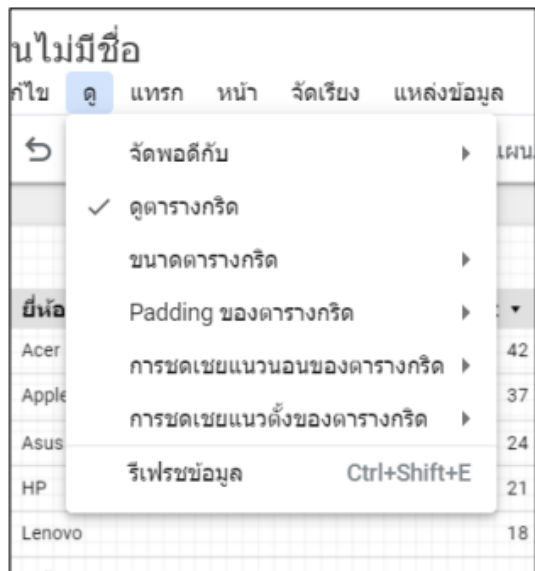 นไม่มีชื่อ
ก้ไข ดู แทรก หน้า จัดเรียง แหล่งข้อมูล
จัดพอดีกับ
ดูตารางกริด
ขนาดตารางกริด
Padding ของตารางกริด
การชดเชยแนวนอนของตารางกริด
การชดเชยแนวตั้งของตารางกริด
รีเฟรชข้อมูล Ctrl+Shift+E
แผน
ยี่ห้อ
Acer 42
Apple 37
Asus 24
HP 21
Lenovo 18